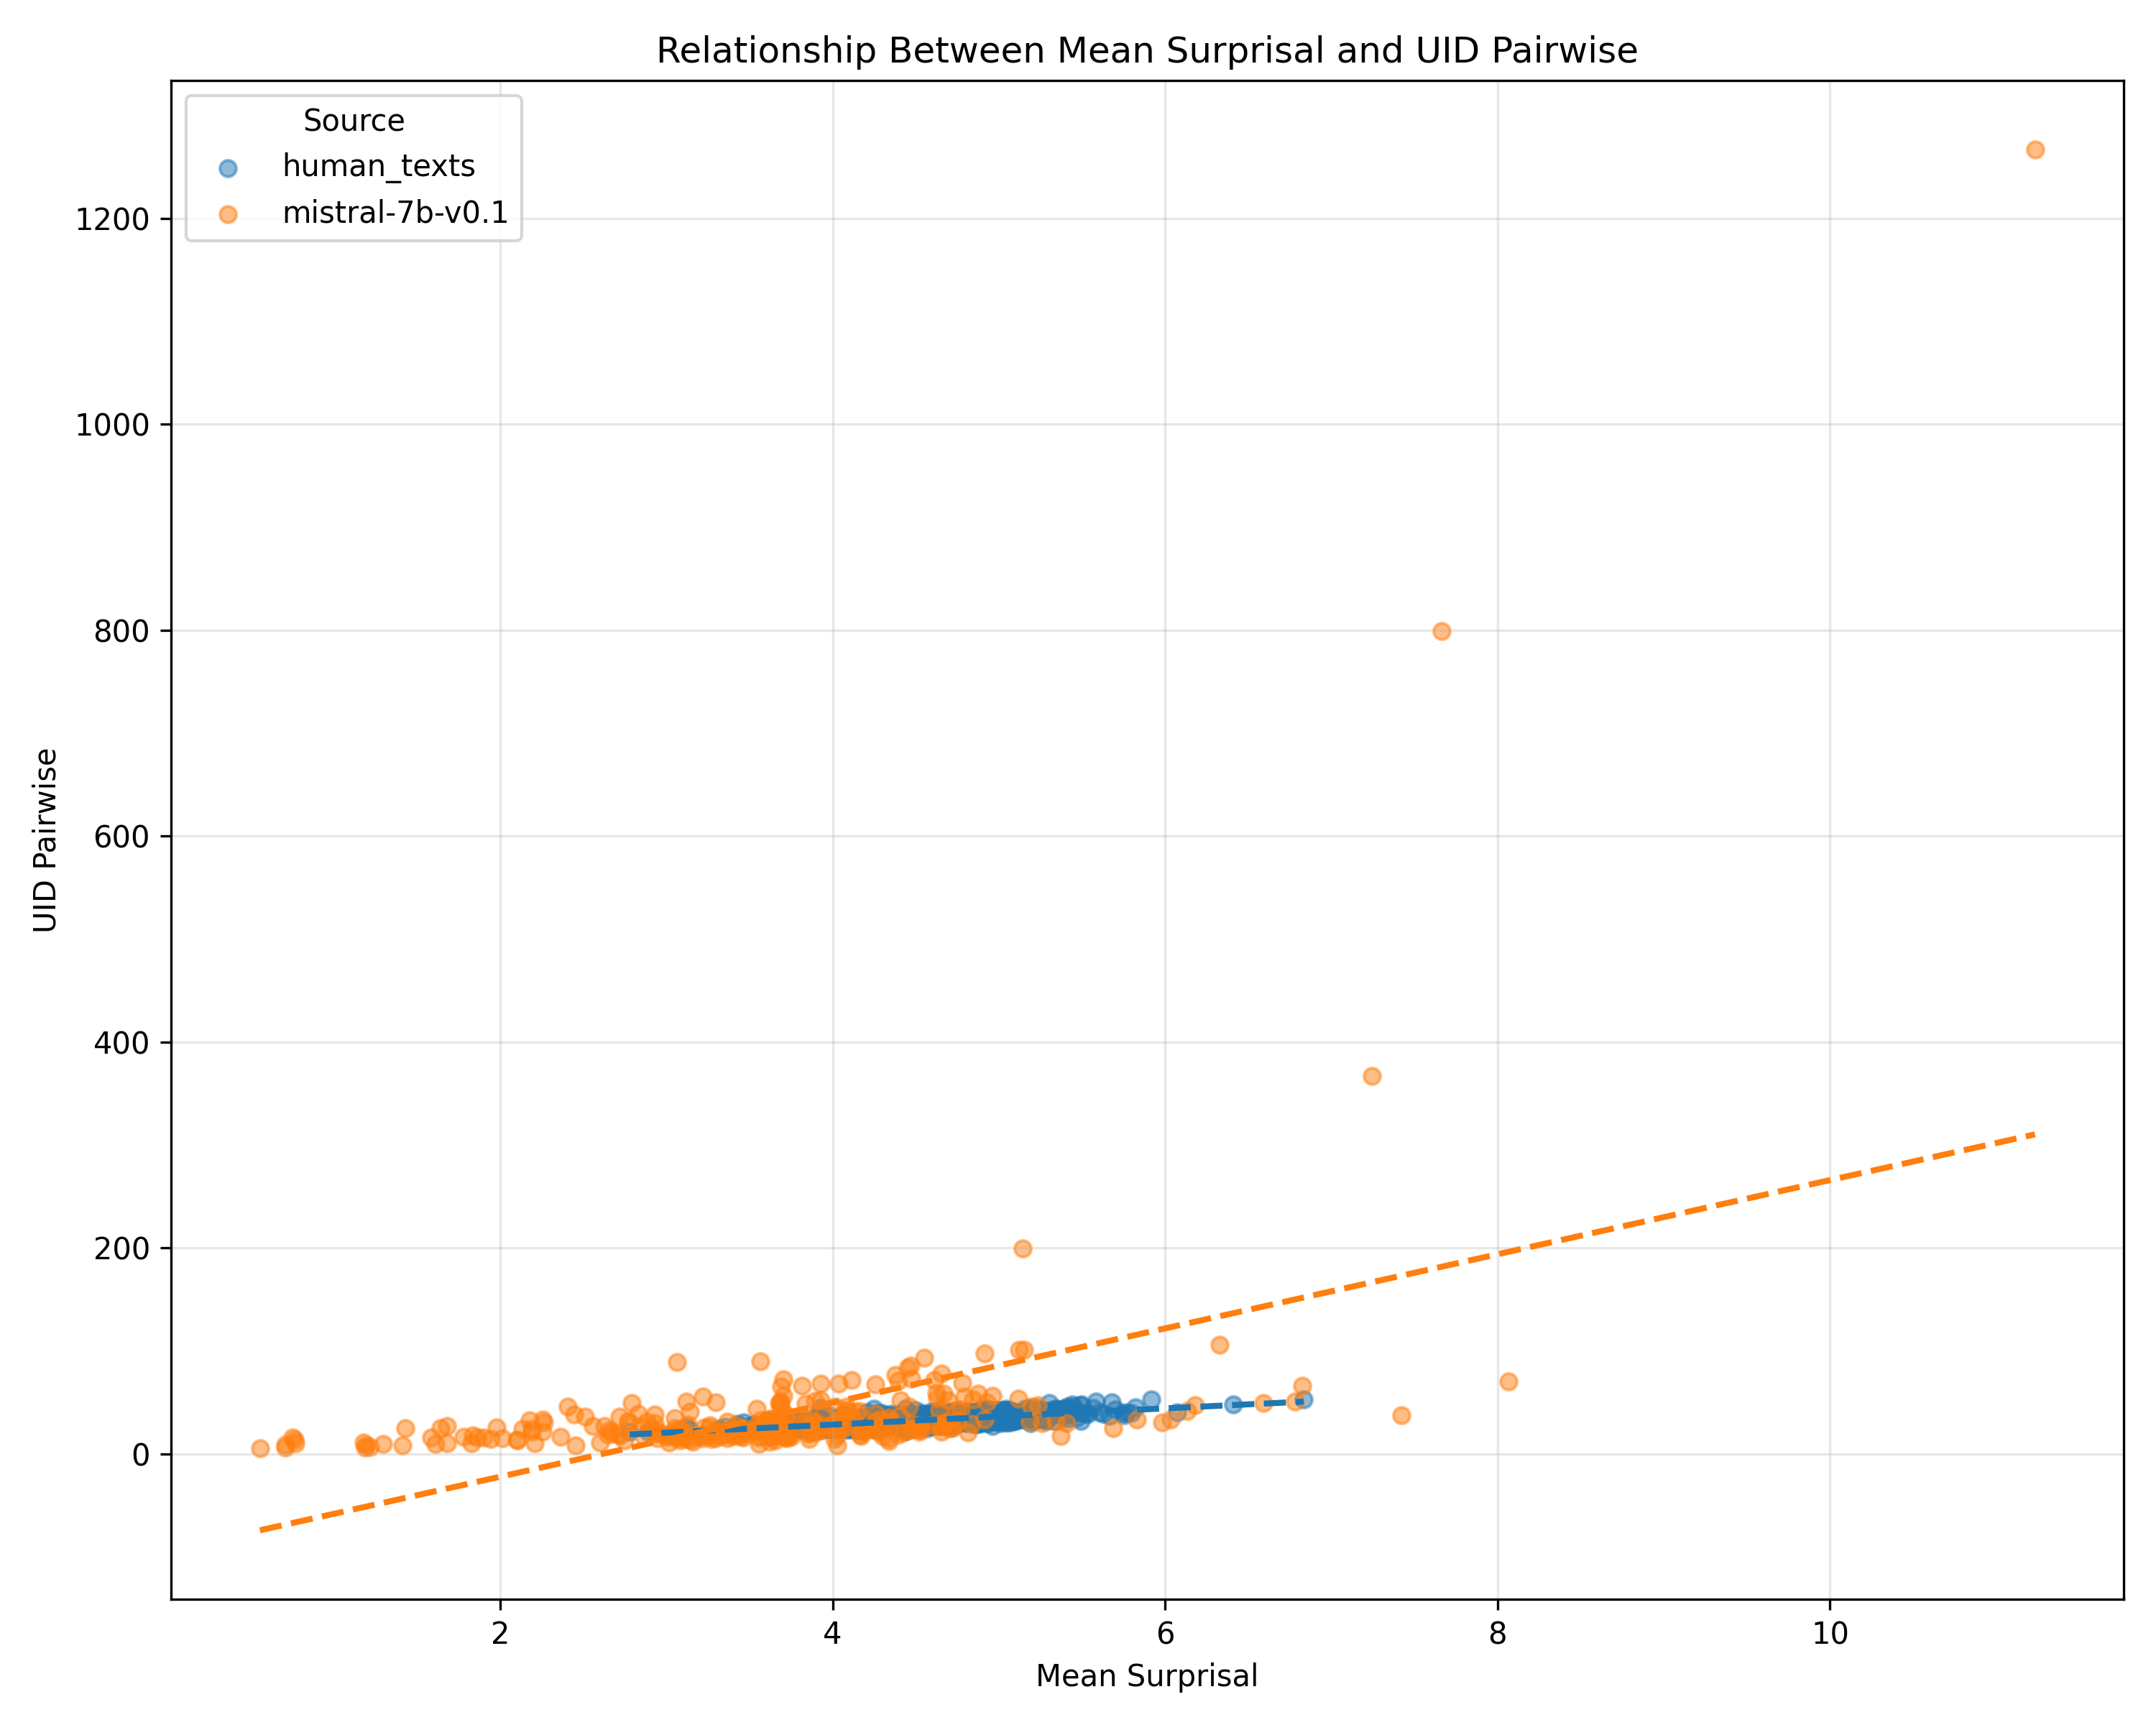 Relationship Between Mean Surprisal and UID Pairwise
Source
human_texts
mistral-7b-v0.1
1200
1000
800
600
400
200
0
UID Pairwise
2 4 6 8 10
Mean Surprisal